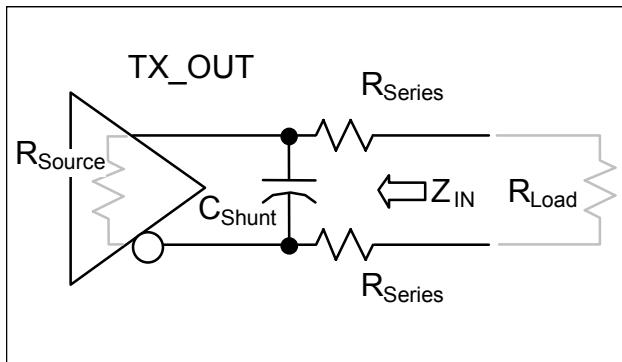 TX_OUT
RSeries
RSource
CShunt
ZIN
RLoad
RSeries